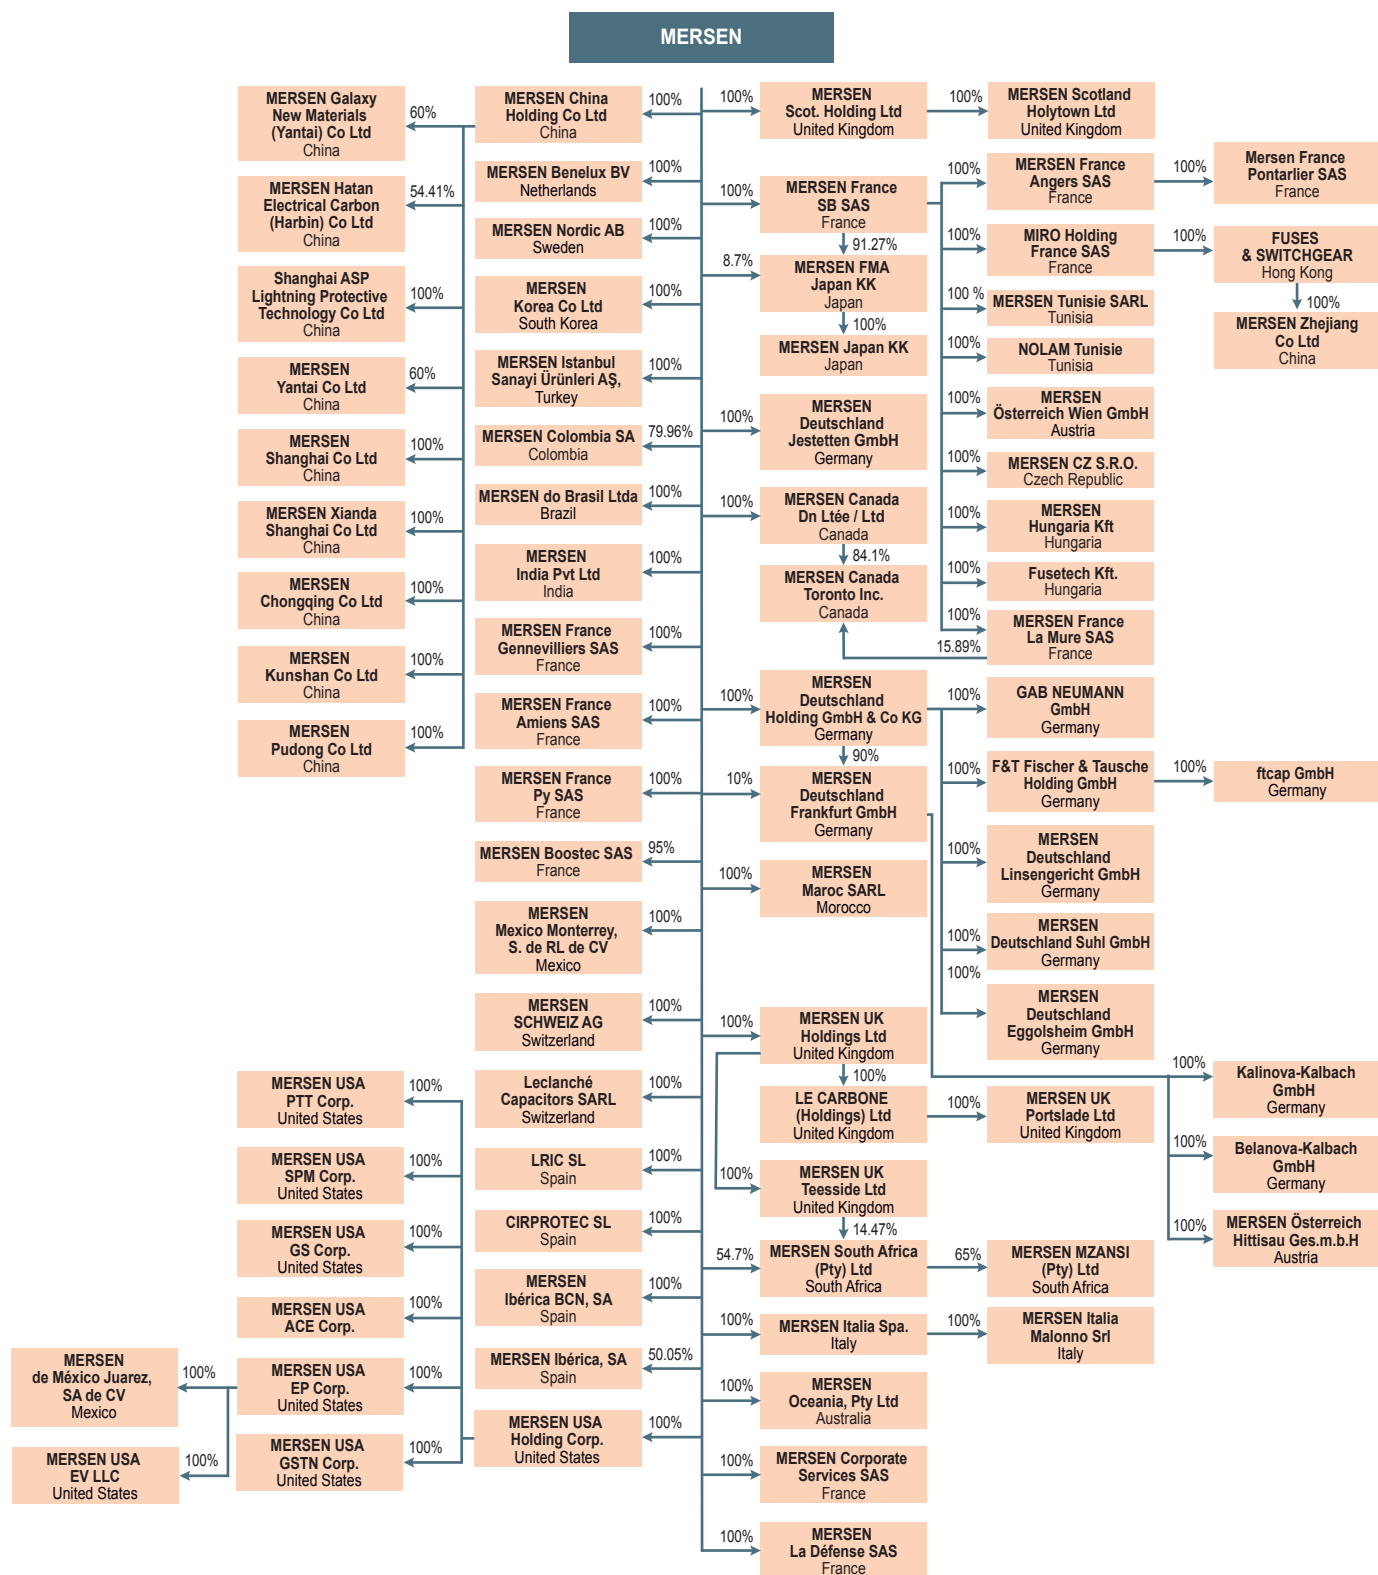 MERSEN
MERSEN Galaxy
New Materials
(Yantai) Co Ltd
China
60%
MERSEN Hatan
Electrical Carbon
(Harbin) Co Ltd
China
54.41%
Shanghai ASP
Lightning Protective
Technology Co Ltd
China
100%
MERSEN
Yantai Co Ltd
China
60%
MERSEN
Shanghai Co Ltd
China
100%
MERSEN Xianda
Shanghai Co Ltd
China
100%
MERSEN
Chongqing Co Ltd
China
100%
MERSEN
Kunshan Co Ltd
China
100%
MERSEN
Pudong Co Ltd
China
100%
MERSEN USA
PTT Corp.
United States
100%
MERSEN USA
SPM Corp.
United States
100%
MERSEN USA
GS Corp.
United States
100%
MERSEN USA
ACE Corp.
100%
MERSEN USA
EP Corp.
United States
100%
MERSEN USA
GSTN Corp.
United States
100%
MERSEN
de México Juarez,
SA de CV
Mexico
100%
MERSEN USA
EV LLC
United States
100%
MERSEN China
Holding Co Ltd
China
100%
MERSEN Benelux BV
Netherlands
100%
MERSEN Nordic AB
Sweden
100%
MERSEN
Korea Co Ltd
South Korea
100%
MERSEN Istanbul
Sanayi Ürünleri AŞ,
Turkey
100%
MERSEN Colombia SA
Colombia
79.96%
MERSEN do Brasil Ltda
Brazil
100%
MERSEN
India Pvt Ltd
India
100%
MERSEN France
Gennevilliers SAS
France
100%
MERSEN France
Amiens SAS
France
100%
MERSEN France
Py SAS
France
100%
MERSEN Boostec SAS
France
95%
MERSEN
Mexico Monterrey,
S. de RL de CV
Mexico
100%
MERSEN
SCHWEIZ AG
Switzerland
100%
Leclanché
Capacitors SARL
Switzerland
100%
LRIC SL
Spain
100%
CIRPROTEC SL
Spain
100%
MERSEN
Ibérica BCN, SA
Spain
100%
MERSEN Ibérica, SA
Spain
50.05%
MERSEN USA
Holding Corp.
United States
100%
100%
MERSEN
Scot. Holding Ltd
United Kingdom
100%
MERSEN Scotland
Holytown Ltd
United Kingdom
100%
MERSEN France
SB SAS
France
91.27%
8.7%
MERSEN FMA
Japan KK
Japan
100%
MERSEN Japan KK
Japan
100%
MERSEN
Deutschland
Jestetten GmbH
Germany
100%
MERSEN Canada
Dn Ltée / Ltd
Canada
84.1%
MERSEN Canada
Toronto Inc.
Canada
15.89%
100%
MERSEN
Deutschland
Holding GmbH & Co KG
Germany
90%
10%
MERSEN
Deutschland
Frankfurt GmbH
Germany
100%
MERSEN
Maroc SARL
Morocco
100%
MERSEN UK
Holdings Ltd
United Kingdom
100%
LE CARBONE
(Holdings) Ltd
United Kingdom
100%
MERSEN UK
Portslade Ltd
United Kingdom
100%
MERSEN UK
Teesside Ltd
United Kingdom
14.47%
54.7%
MERSEN South Africa
(Pty) Ltd
South Africa
65%
MERSEN MZANSI
(Pty) Ltd
South Africa
100%
MERSEN Italia Spa.
Italy
100%
MERSEN Italia
Malonno Srl
Italy
100%
MERSEN
Oceania, Pty Ltd
Australia
100%
MERSEN Corporate
Services SAS
France
100%
MERSEN
La Défense SAS
France
100%
MERSEN France
Angers SAS
France
100%
Mersen France
Pontarlier SAS
France
100%
MIRO Holding
France SAS
France
100%
FUSES
& SWITCHGEAR
Hong Kong
100%
MERSEN Zhejiang
Co Ltd
China
100 %
MERSEN Tunisie SARL
Tunisia
100%
NOLAM Tunisie
Tunisia
100%
MERSEN
Österreich Wien GmbH
Austria
100%
MERSEN CZ S.R.O.
Czech Republic
100%
MERSEN
Hungaria Kft
Hungaria
100%
Fusetech Kft.
Hungaria
100%
MERSEN France
La Mure SAS
France
100%
GAB NEUMANN
GmbH
Germany
100%
F&T Fischer & Tausche
Holding GmbH
Germany
100%
ftcap GmbH
Germany
100%
MERSEN
Deutschland
Linsengericht GmbH
Germany
100%
MERSEN
Deutschland Suhl GmbH
Germany
100%
MERSEN
Deutschland
Eggolsheim GmbH
Germany
100%
Kalinova-Kalbach
GmbH
Germany
100%
Belanova-Kalbach
GmbH
Germany
100%
MERSEN Österreich
Hittisau Ges.m.b.H
Austria